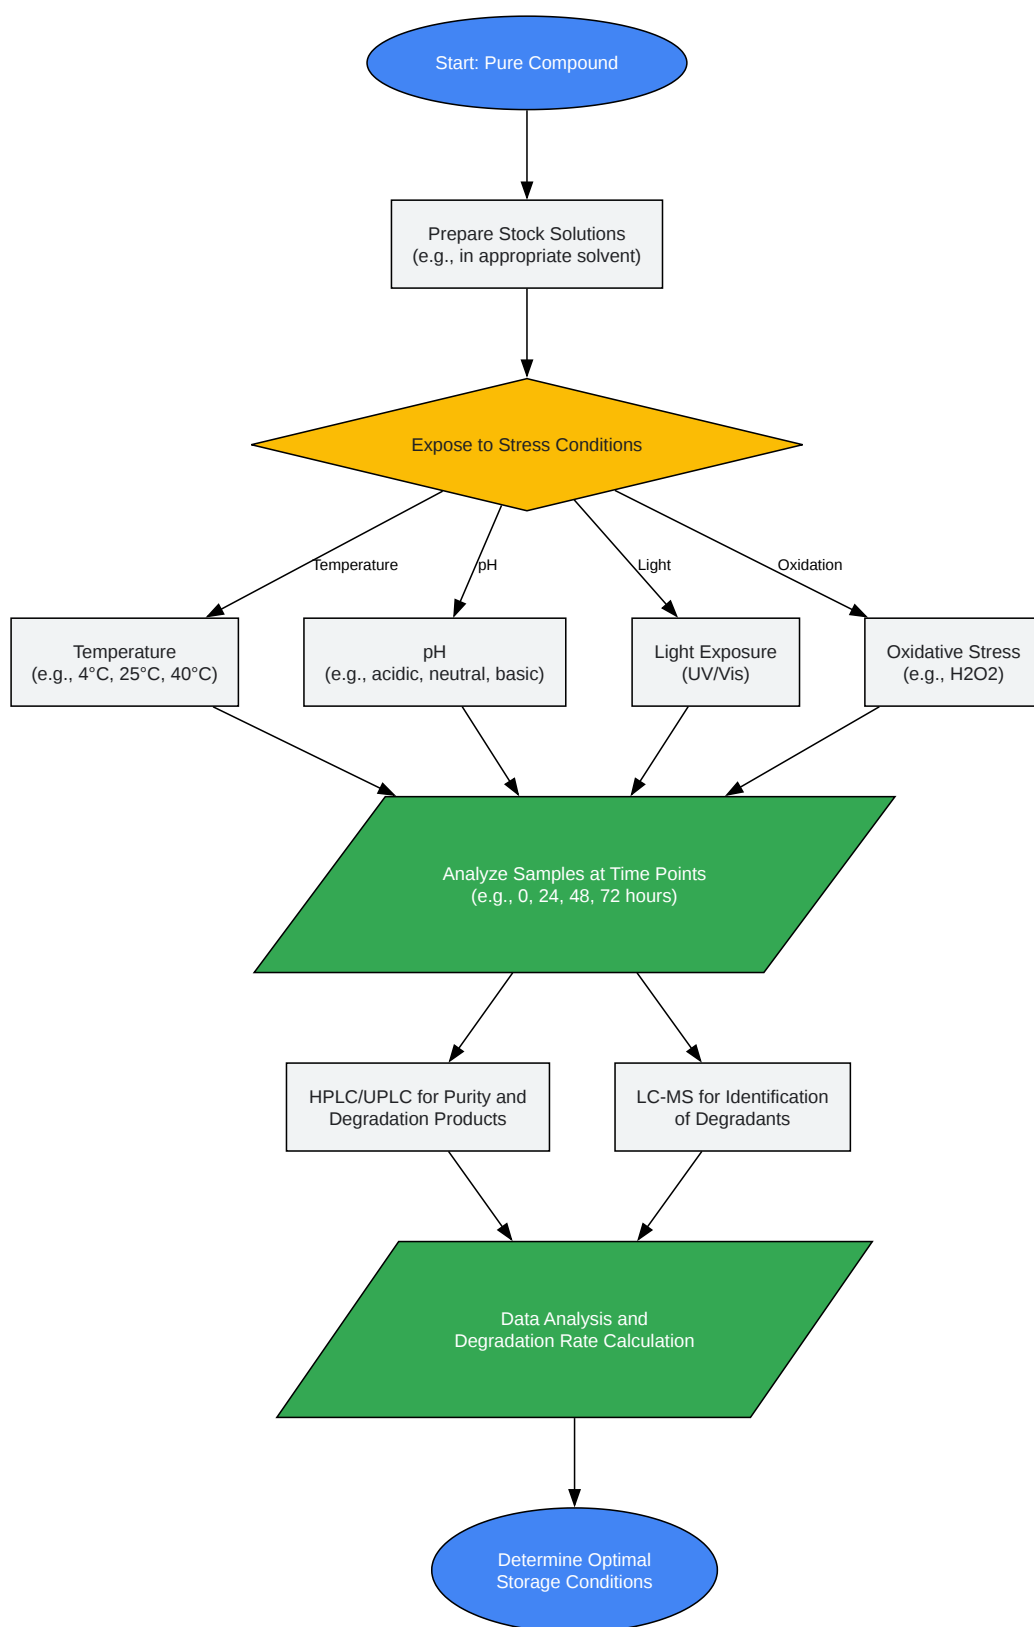 Start: Pure Compound
Prepare Stock Solutions
(e.g., in appropriate solvent)
Expose to Stress Conditions
Temperature
pH
Light
Oxidation
Temperature
(e.g., 4°C, 25°C, 40°C)
pH
(e.g., acidic, neutral, basic)
Light Exposure
(UV/Vis)
Oxidative Stress
(e.g., H2O2)
Analyze Samples at Time Points
(e.g., 0, 24, 48, 72 hours)
HPLC/UPLC for Purity and
Degradation Products
LC-MS for Identification
of Degradants
Data Analysis and
Degradation Rate Calculation
Determine Optimal
Storage Conditions